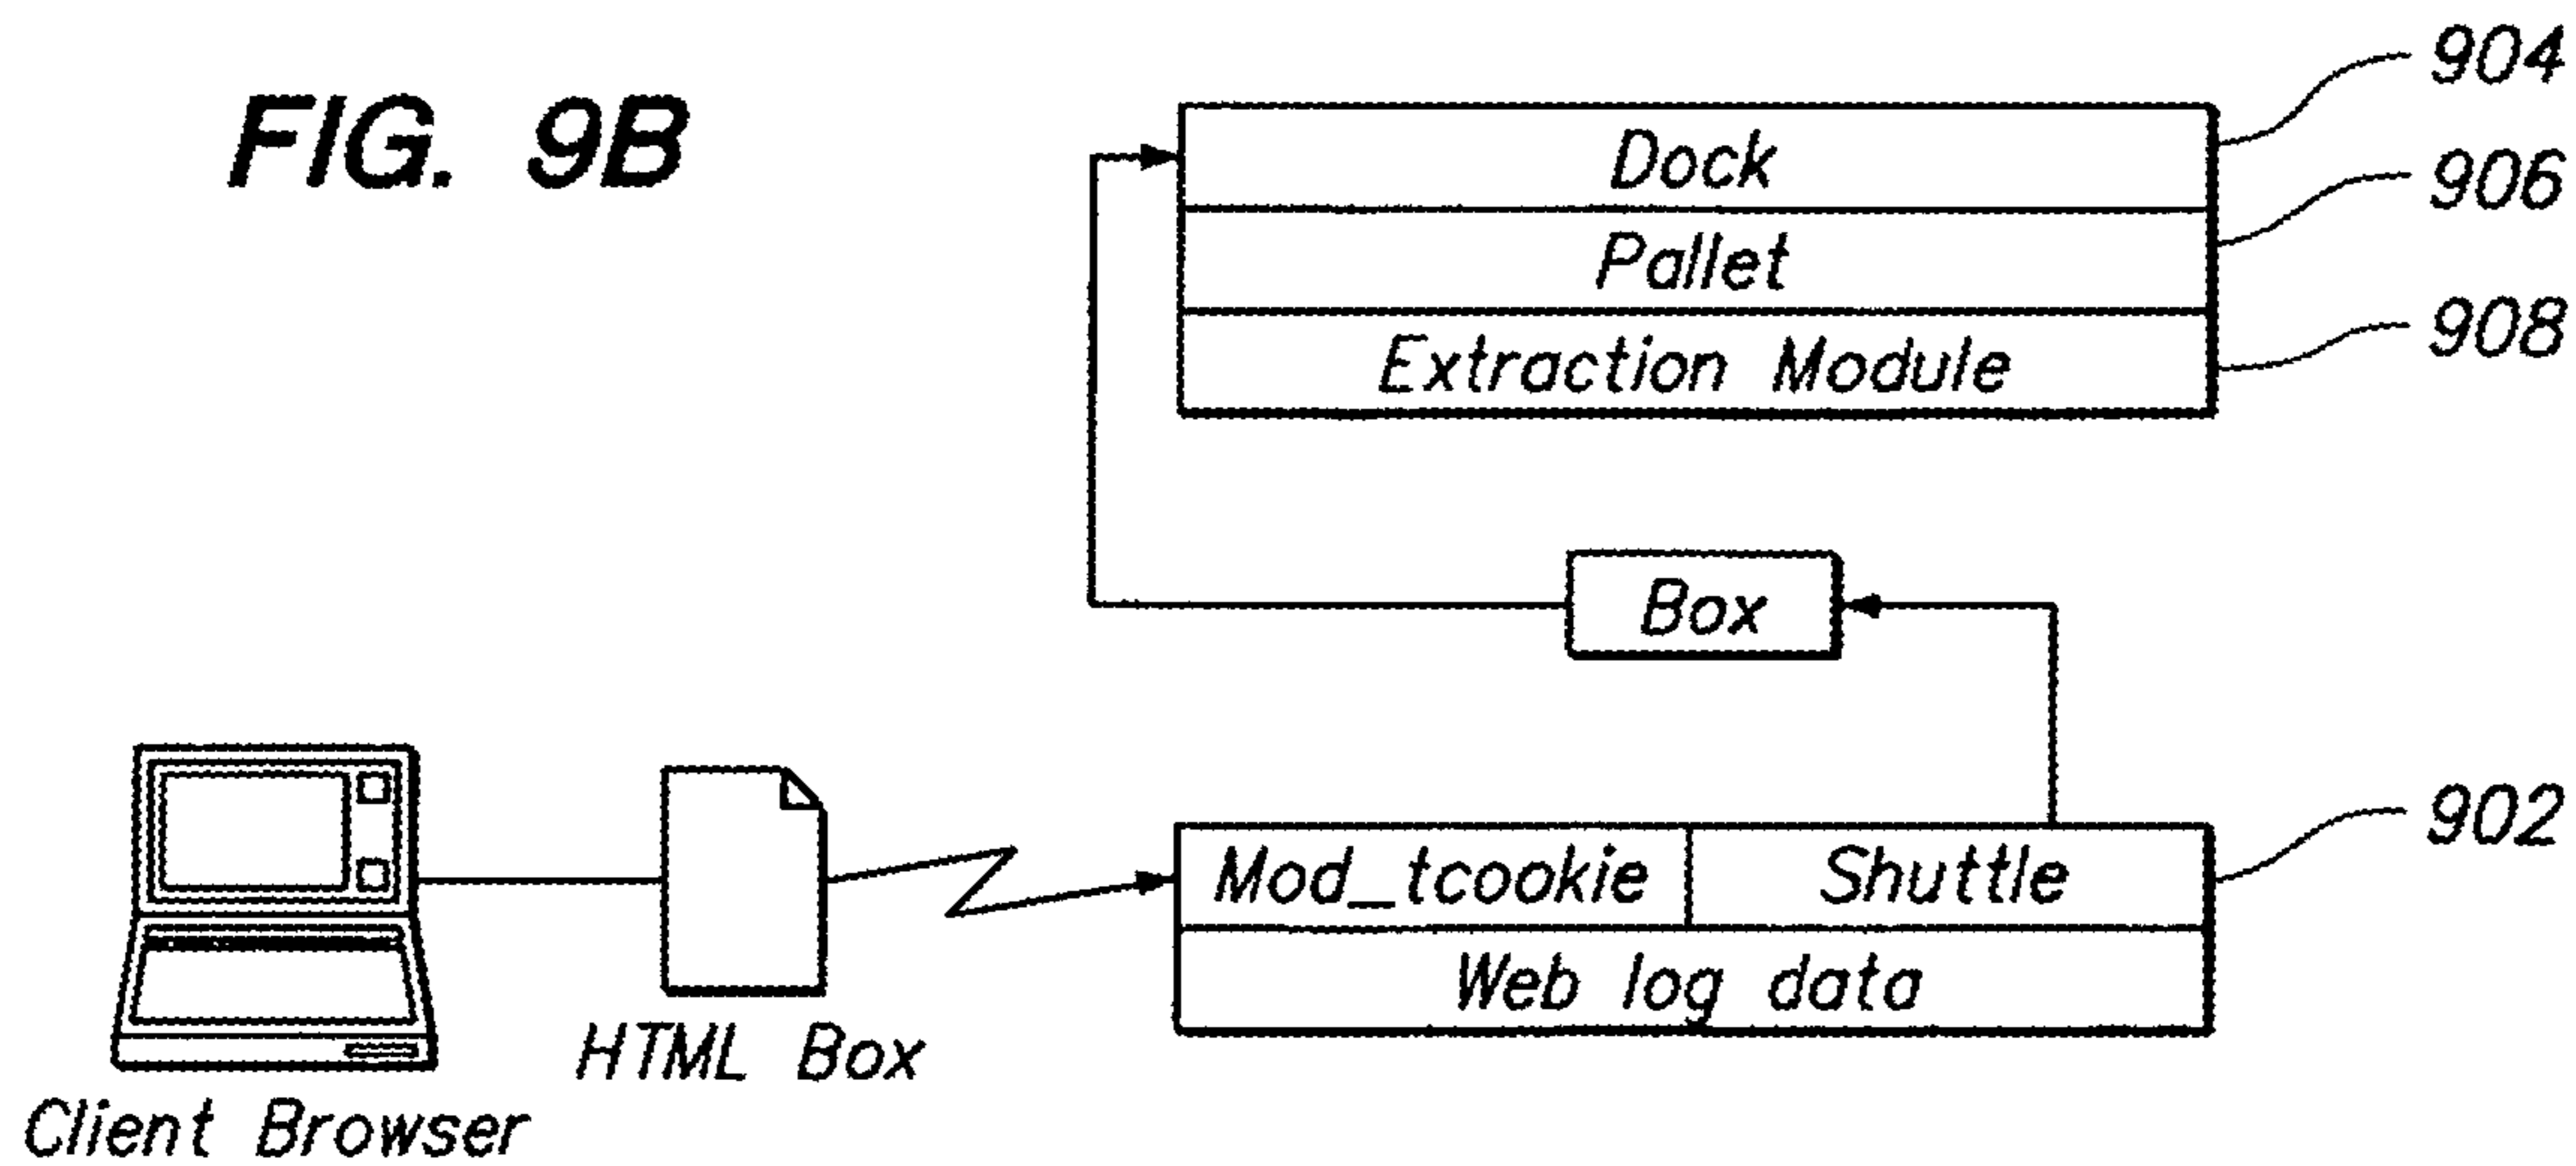 FIG. 9B
904
Dock
906
Pallet
908
Extraction Module
Box
902
Mod_tcookie
Shuttle
Web log data
HTML Box
Client Browser